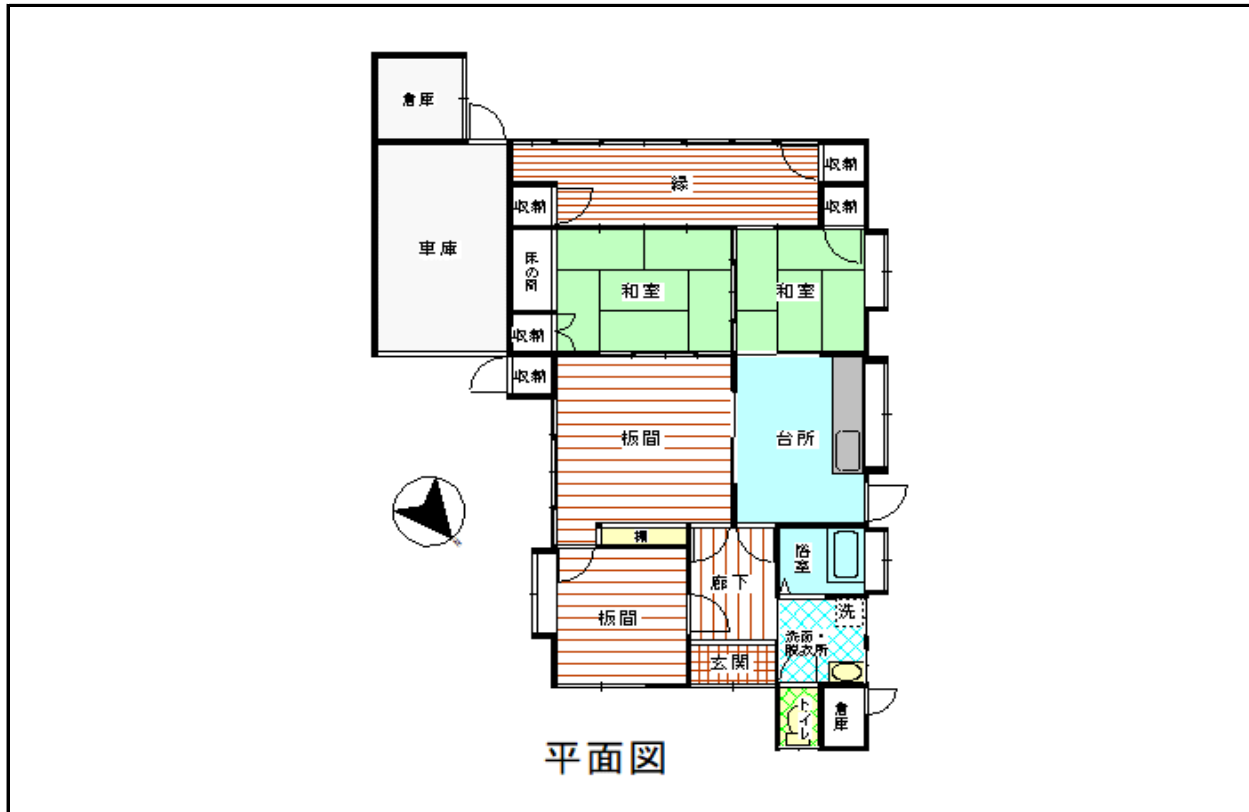 倉庫
収納
縁
収納
収納
車庫
床の間
和室
和室
収納
収納
板間
台所
棚
浴室
廊下
板間
洗
洗面・
脱衣所
玄関
トイレ
倉庫
平面図